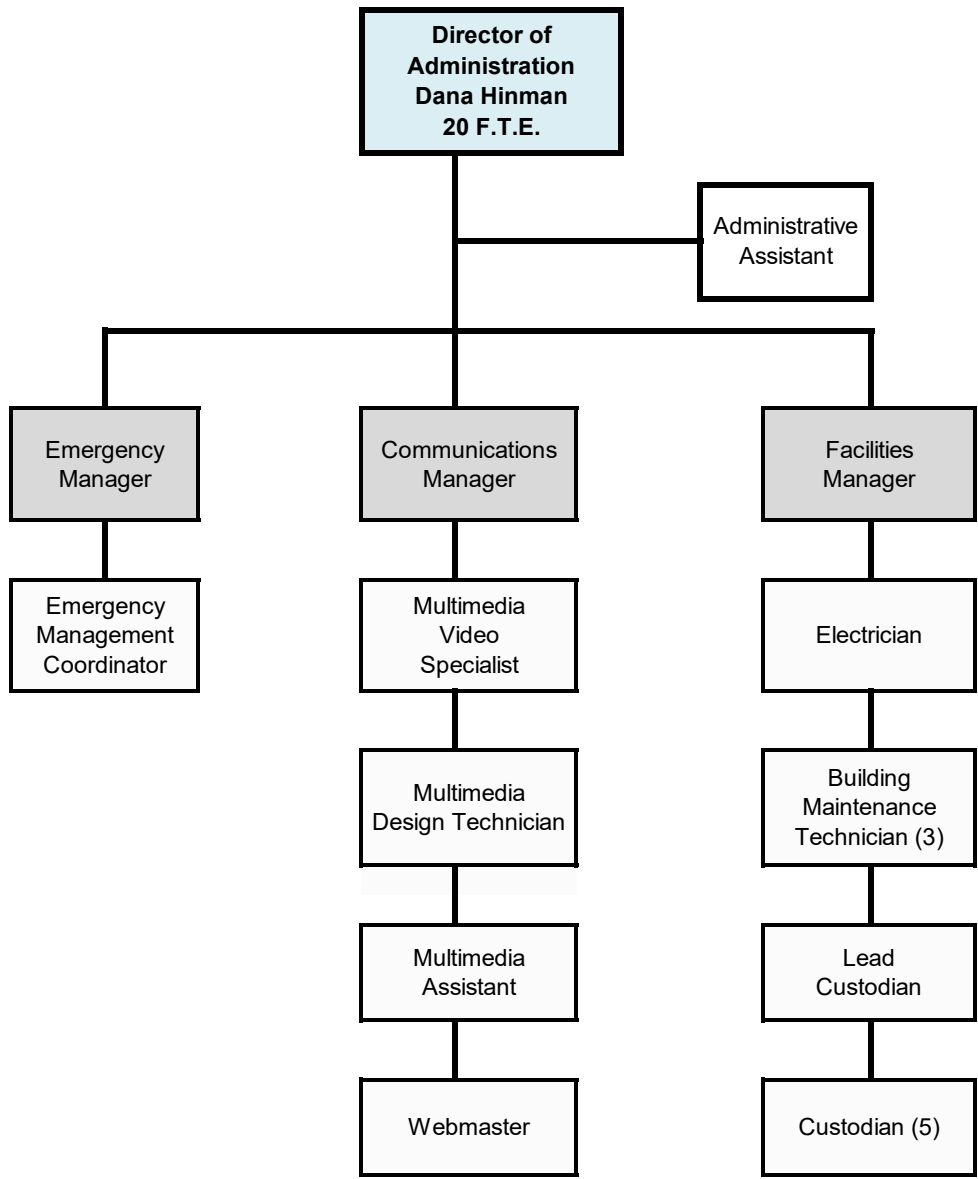 Director of
Administration
Dana Hinman
20 F.T.E.
Administrative
Assistant
Emergency
Manager
Communications
Manager
Facilities
Manager
Emergency
Management
Coordinator
Multimedia
Video
Specialist
Electrician
Multimedia
Design Technician
Building
Maintenance
Technician (3)
Multimedia
Assistant
Lead
Custodian
Webmaster
Custodian (5)